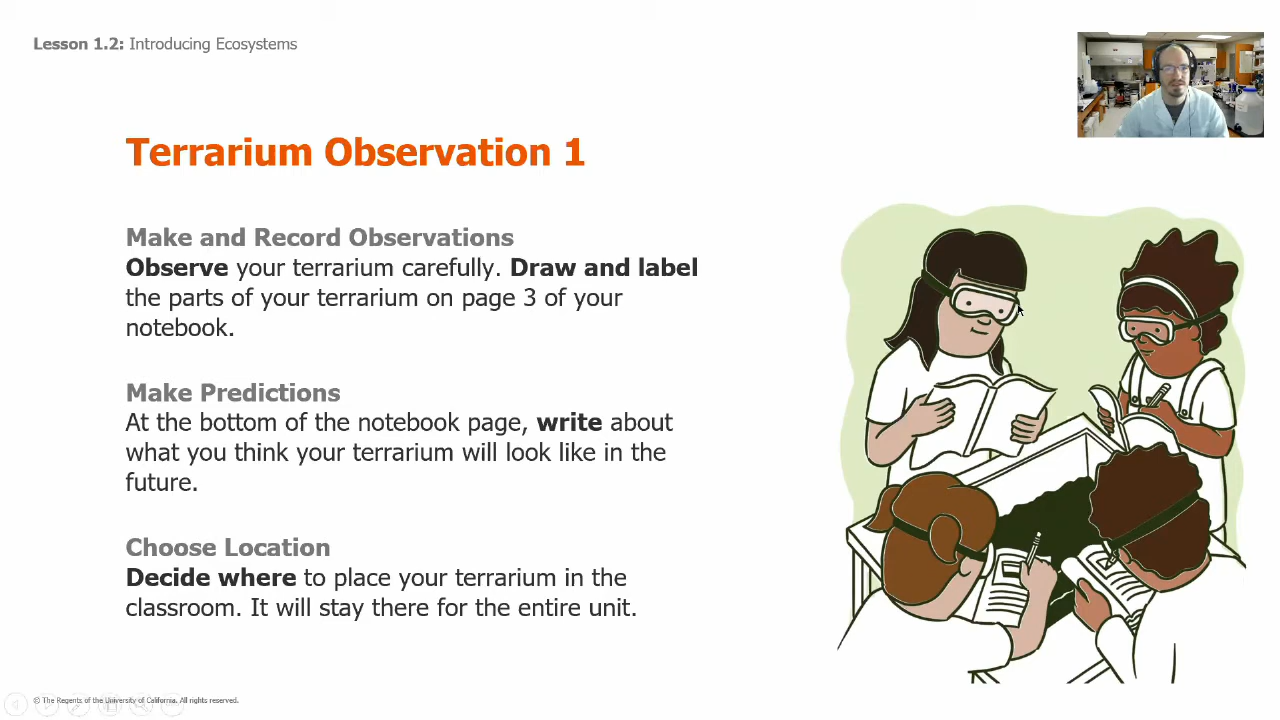 Lesson 1.2: Introducing Ecosystems
Terrarium Observation 1
Make and Record Observations
Observe your terrarium carefully. Draw and label
the parts of your terrarium on page 3 of your
notebook.
Make Predictions
At the bottom of the notebook page, write about
what you think your terrarium will look like in the
future.
Choose Location
Decide where to place your terrarium in the
classroom. It will stay there for the entire unit.
© The Regents of the University of California. All rights reserved.